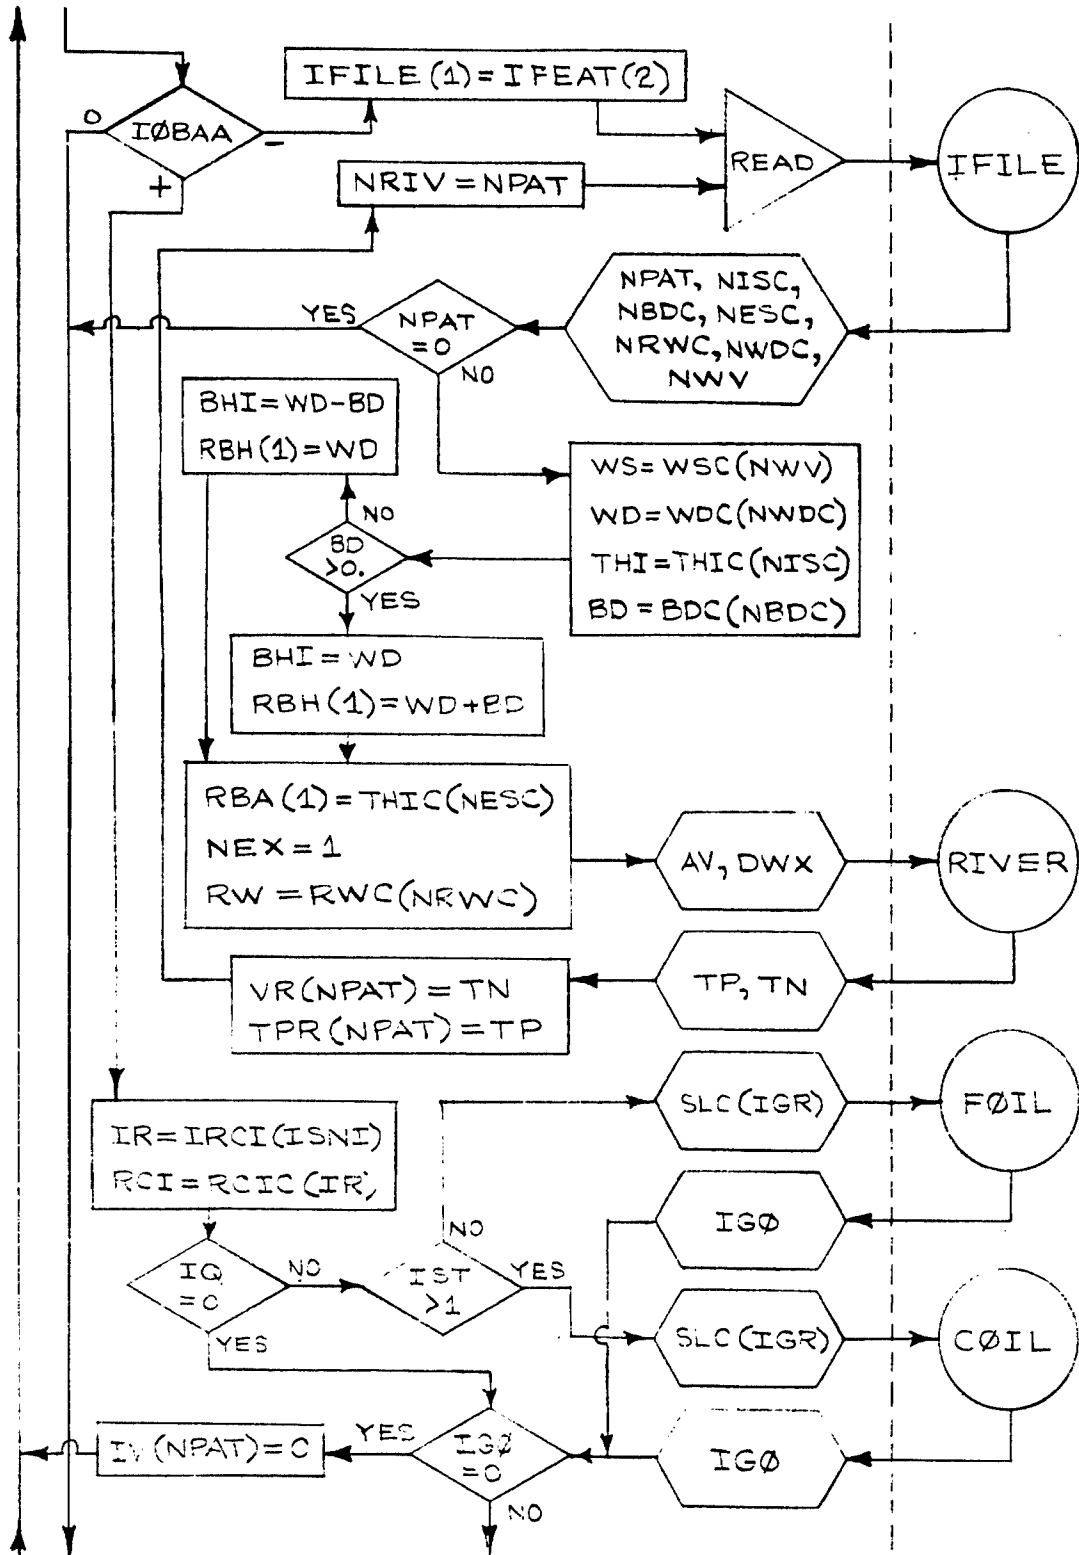 IFILE(1)=IFEAT(2)
O
IØBAA
-
+
READ
IFILE
NRIV=NPAT
NPAT, NISC,
NBDC, NESC,
NRWC, NWDC,
NWV
YES
NPAT
=0
NO
BHI=WD-BD
RBH(1)=WD
WS=WSC(NWV)
WD=WDC(NWDC)
THI=THIC(NISC)
BD=BDC(NBDC)
NO
BD
>0.
YES
BHI=WD
RBH(1)=WD+BD
RBA(1)=THIC(NESC)
NEX=1
RW=RWC(NRWC)
AV, DWX
RIVER
VR(NPAT)=TN
TPR(NPAT)=TP
TP, TN
SLC(IGR)
FØIL
IR=IRCI(ISNI)
RCI=RCIC(IR)
IGØ
NO
IQ
=0
NO
IST
>1
YES
YES
SLC(IGR)
CØIL
IV(NPAT)=0
YES
IGØ
=0
IGØ
NO